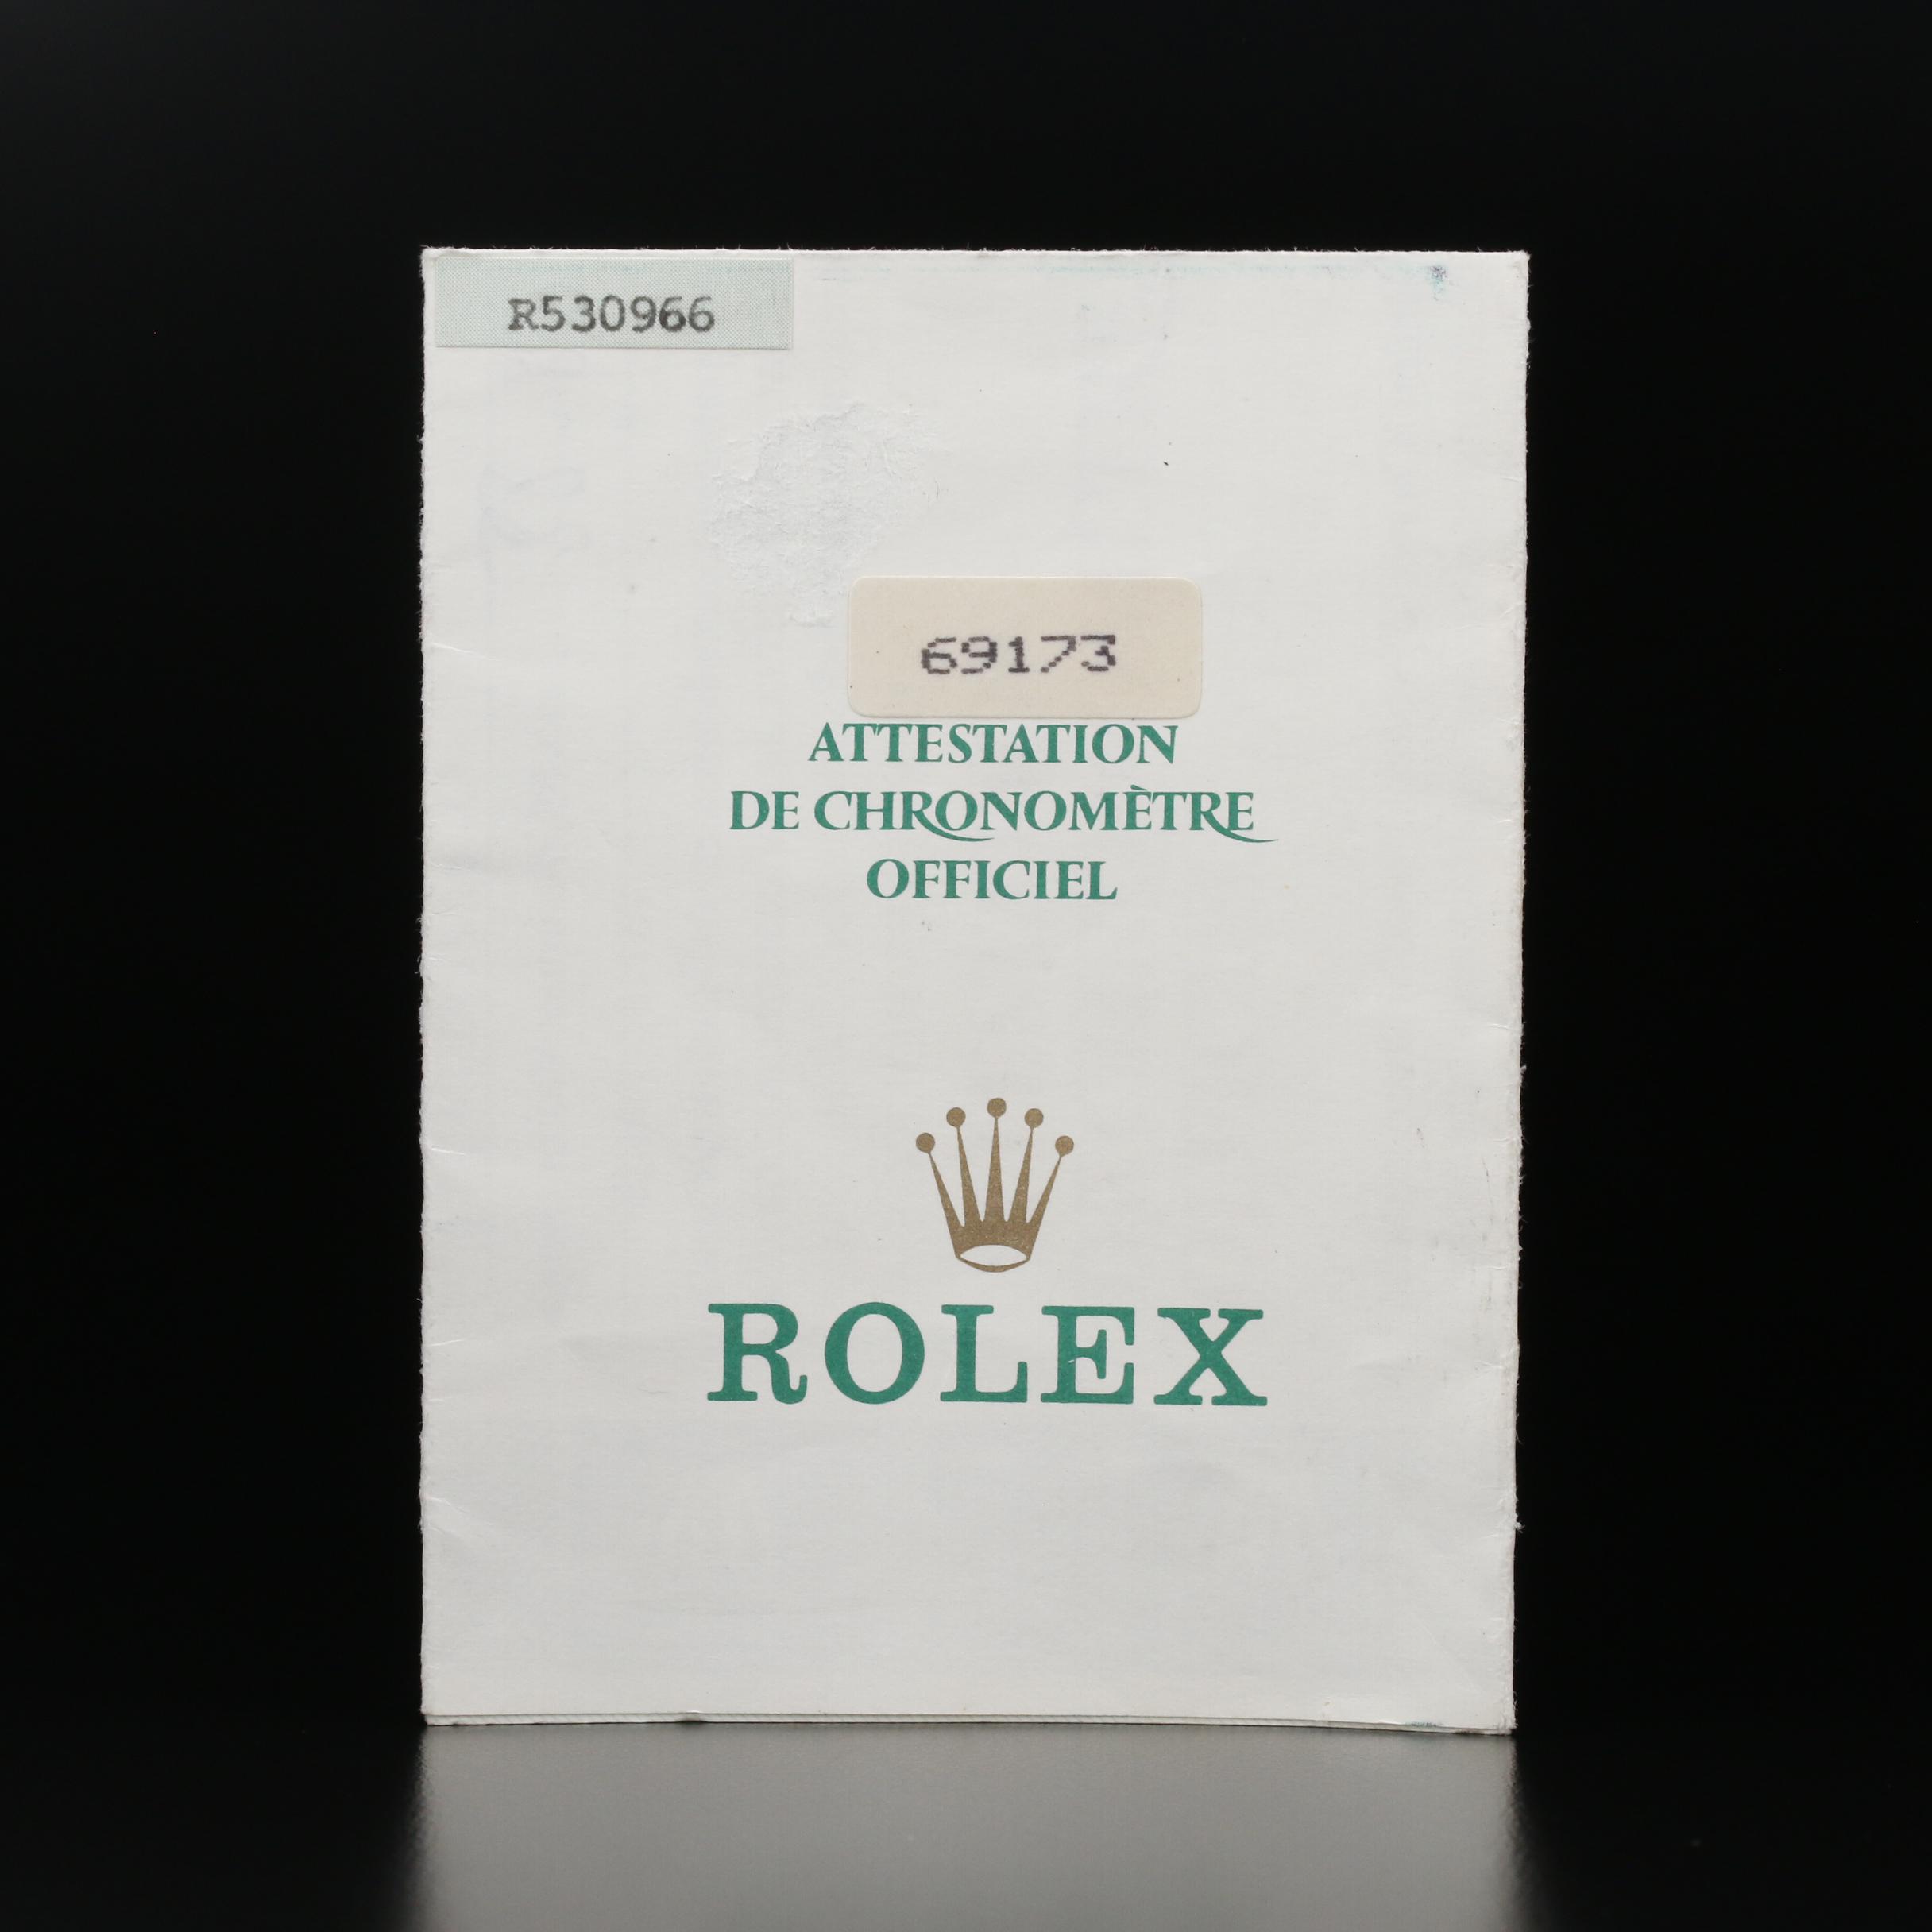 R530966
69173
ATTESTATION
DE CHRONOMÈTRE
OFFICIEL
ROLEX